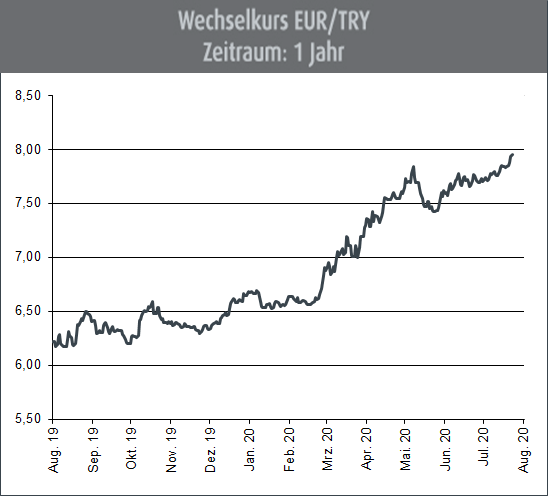 Wechselkurs EUR/TRY
Zeitraum: 1 Jahr
8,50
8,00
7,50
7,00
6,50
6,00
5,50
Aug. 19
Sep. 19
Okt. 19
Nov. 19
Dez. 19
Jan. 20
Feb. 20
Mrz. 20
Apr. 20
Mai. 20
Jun. 20
Jul. 20
Aug. 20